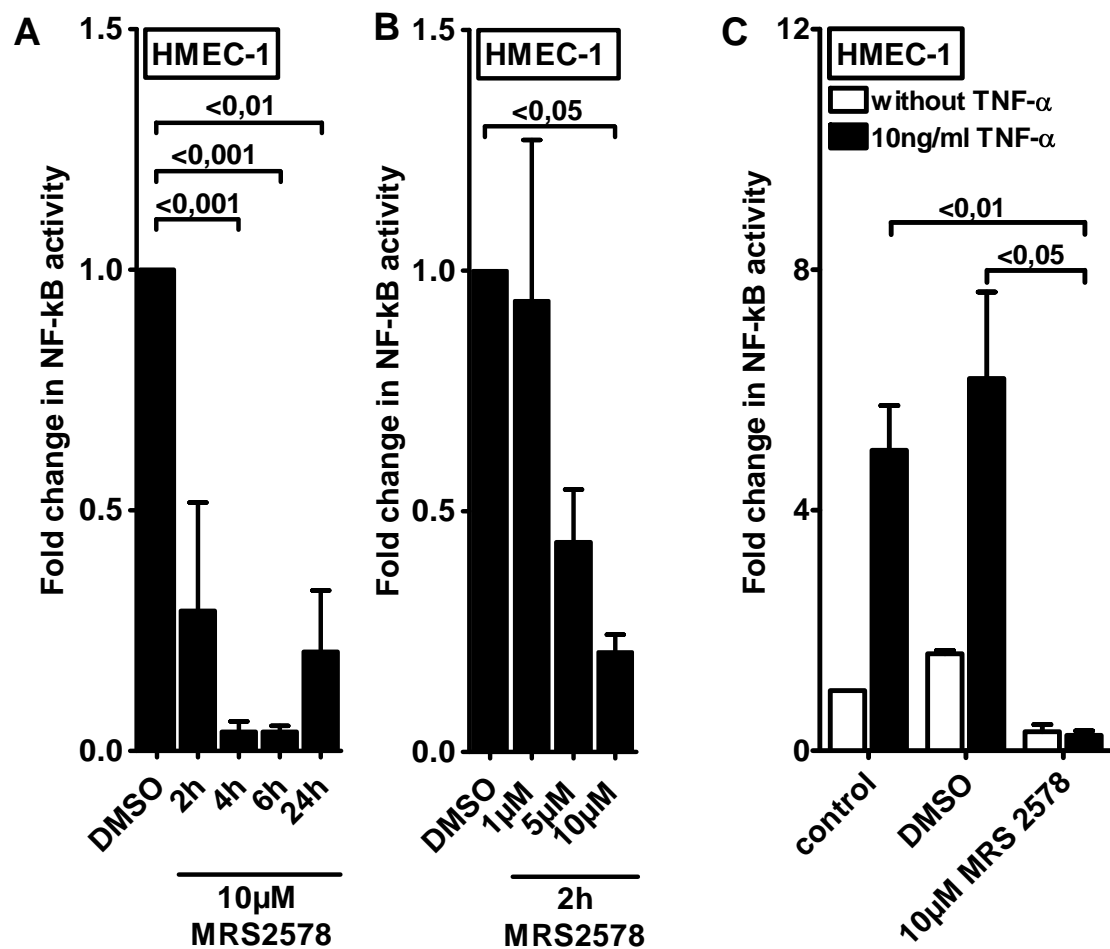 A
HMEC-1
Fold change in NF-kB activity
1.5
1.0
0.5
0.0
<0,01
<0,001
<0,001
DMSO
2h
4h
6h
24h
10µM
MRS2578
B
HMEC-1
Fold change in NF-kB activity
1.5
1.0
0.5
0.0
<0,05
DMSO
1µM
5µM
10µM
2h
MRS2578
C
HMEC-1
without TNF-α
10ng/ml TNF-α
Fold change in NF-kB activity
12
8
4
0
<0,01
<0,05
control
DMSO
10µM MRS 2578